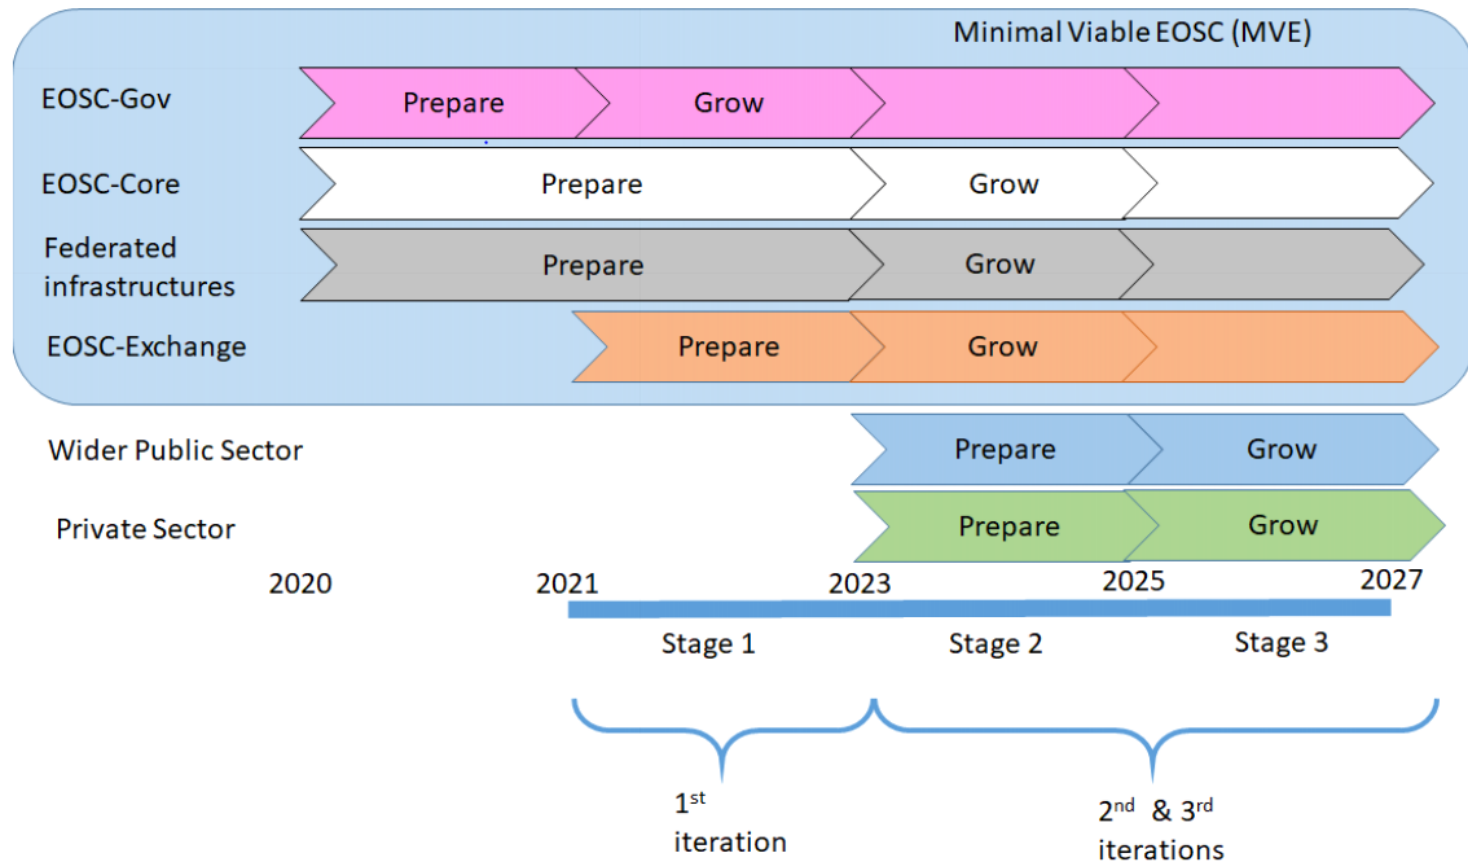 Minimal Viable EOSC (MVE)
EOSC-Gov
Prepare
Grow
EOSC-Core
Prepare
Grow
Federated
infrastructures
Prepare
Grow
EOSC-Exchange
Prepare
Grow
Wider Public Sector
Prepare
Grow
Private Sector
Prepare
Grow
2020
2021
2023
2025
2027
Stage 1
Stage 2
Stage 3
1st
iteration
2nd & 3rd
iterations